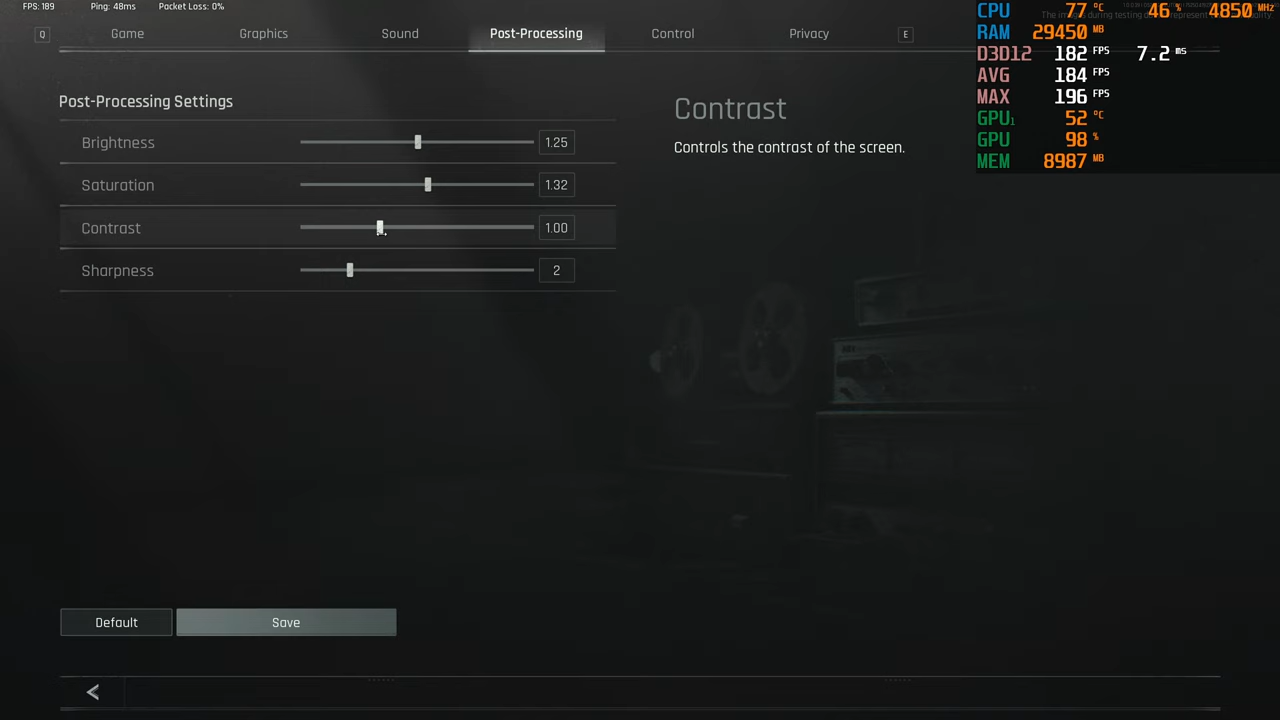 FPS: 189 Ping: 48ms Packet Loss: 0%
Q Game Graphics Sound Post-Processing Control Privacy E
CPU 77 °C 46 % 4850 MHz
RAM 29450 MB
D3D12 182 FPS 7.2 ms
AVG 184 FPS
MAX 196 FPS
GPU1 52 °C
GPU 98 %
MEM 8987 MB
Post-Processing Settings
Brightness 1.25
Saturation 1.32
Contrast 1.00
Sharpness 2
Contrast
Controls the contrast of the screen.
Default Save